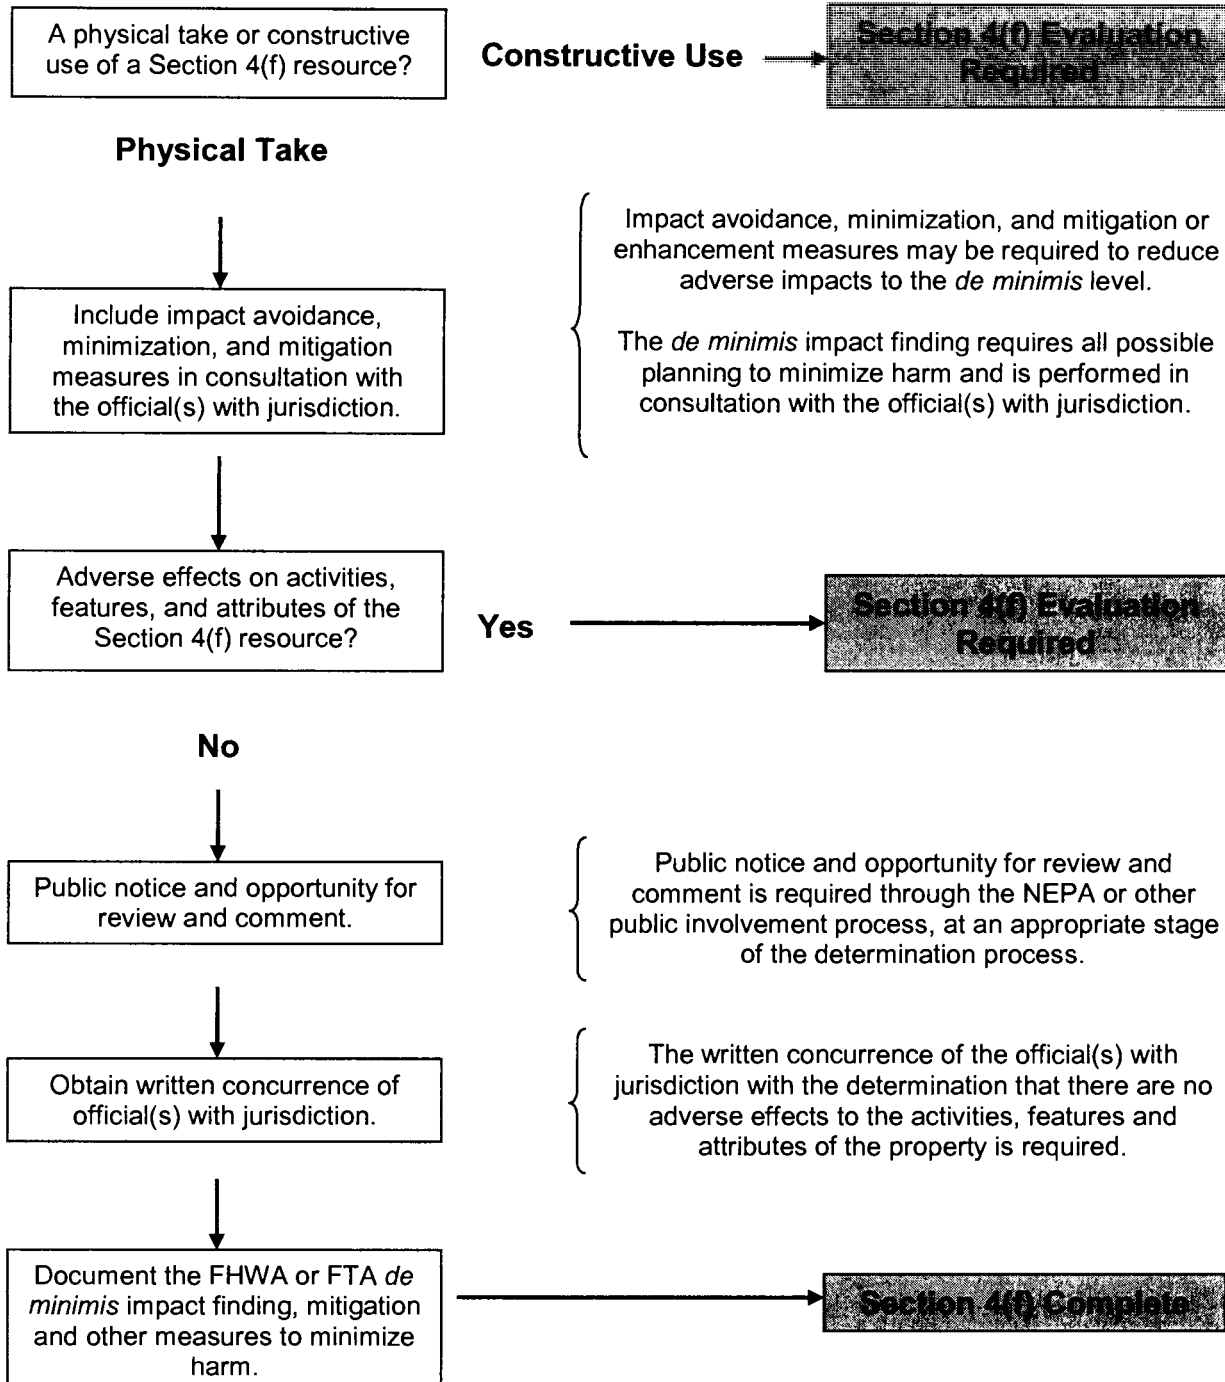 A physical take or constructive
use of a Section 4(f) resource?
Constructive Use
Section 4(f) Evaluation
Required
Physical Take
Impact avoidance, minimization, and mitigation or
enhancement measures may be required to reduce
adverse impacts to the de minimis level.
The de minimis impact finding requires all possible
planning to minimize harm and is performed in
consultation with the official(s) with jurisdiction.
Include impact avoidance,
minimization, and mitigation
measures in consultation with
the official(s) with jurisdiction.
Adverse effects on activities,
features, and attributes of the
Section 4(f) resource?
Yes
Section 4(f) Evaluation
Required
No
Public notice and opportunity for
review and comment.
Public notice and opportunity for review and
comment is required through the NEPA or other
public involvement process, at an appropriate stage
of the determination process.
Obtain written concurrence of
official(s) with jurisdiction.
The written concurrence of the official(s) with
jurisdiction with the determination that there are no
adverse effects to the activities, features and
attributes of the property is required.
Document the FHWA or FTA de
minimis impact finding, mitigation
and other measures to minimize
harm.
Section 4(f) Complete